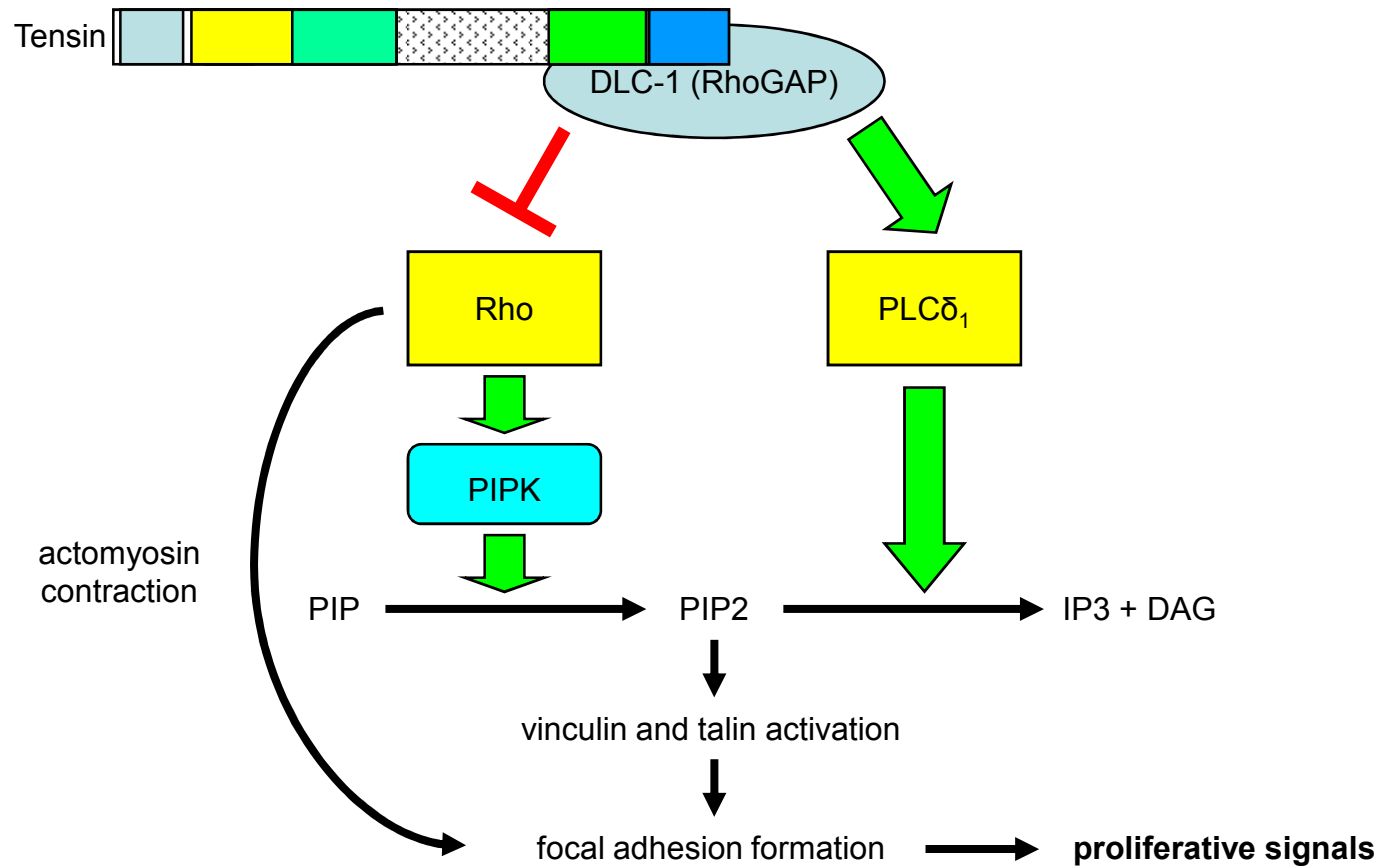 Tensin
DLC-1 (RhoGAP)
Rho
PLCδ₁
PIPK
actomyosin
contraction
PIP
PIP2
IP3 + DAG
vinculin and talin activation
focal adhesion formation
proliferative signals